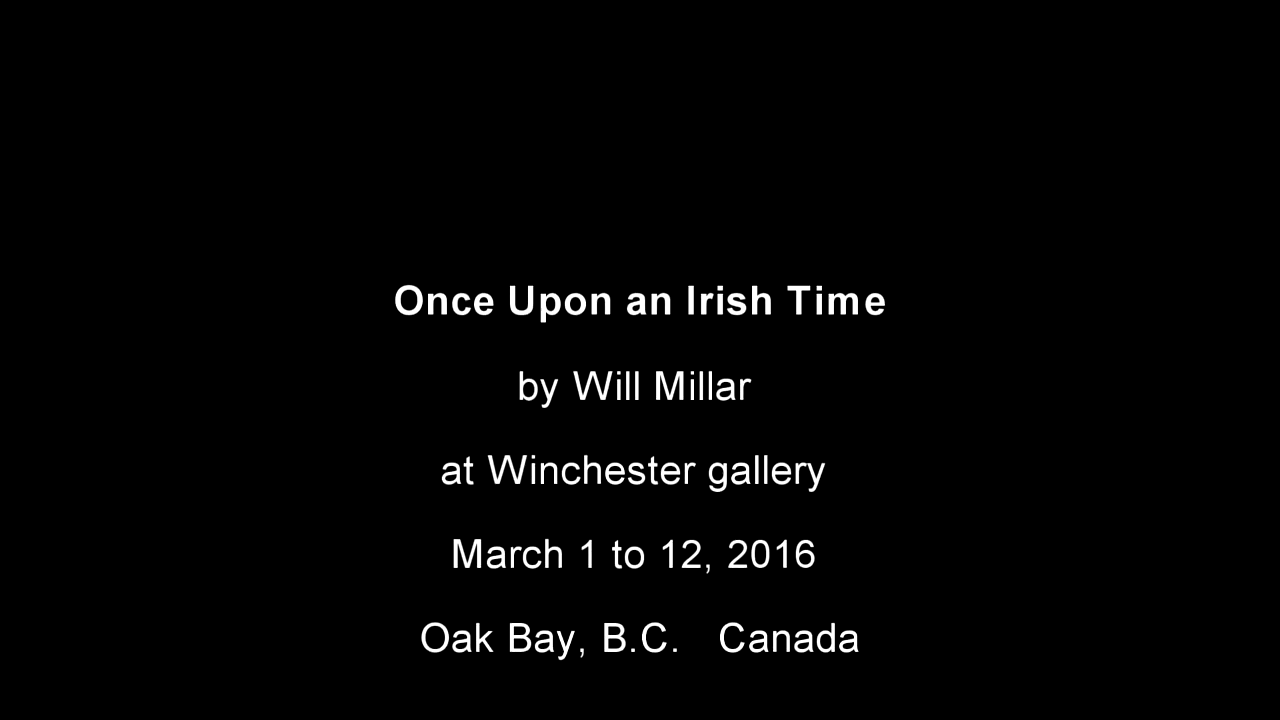 Once Upon an Irish Time
by Will Millar
at Winchester gallery
March 1 to 12, 2016
Oak Bay, B.C.   Canada